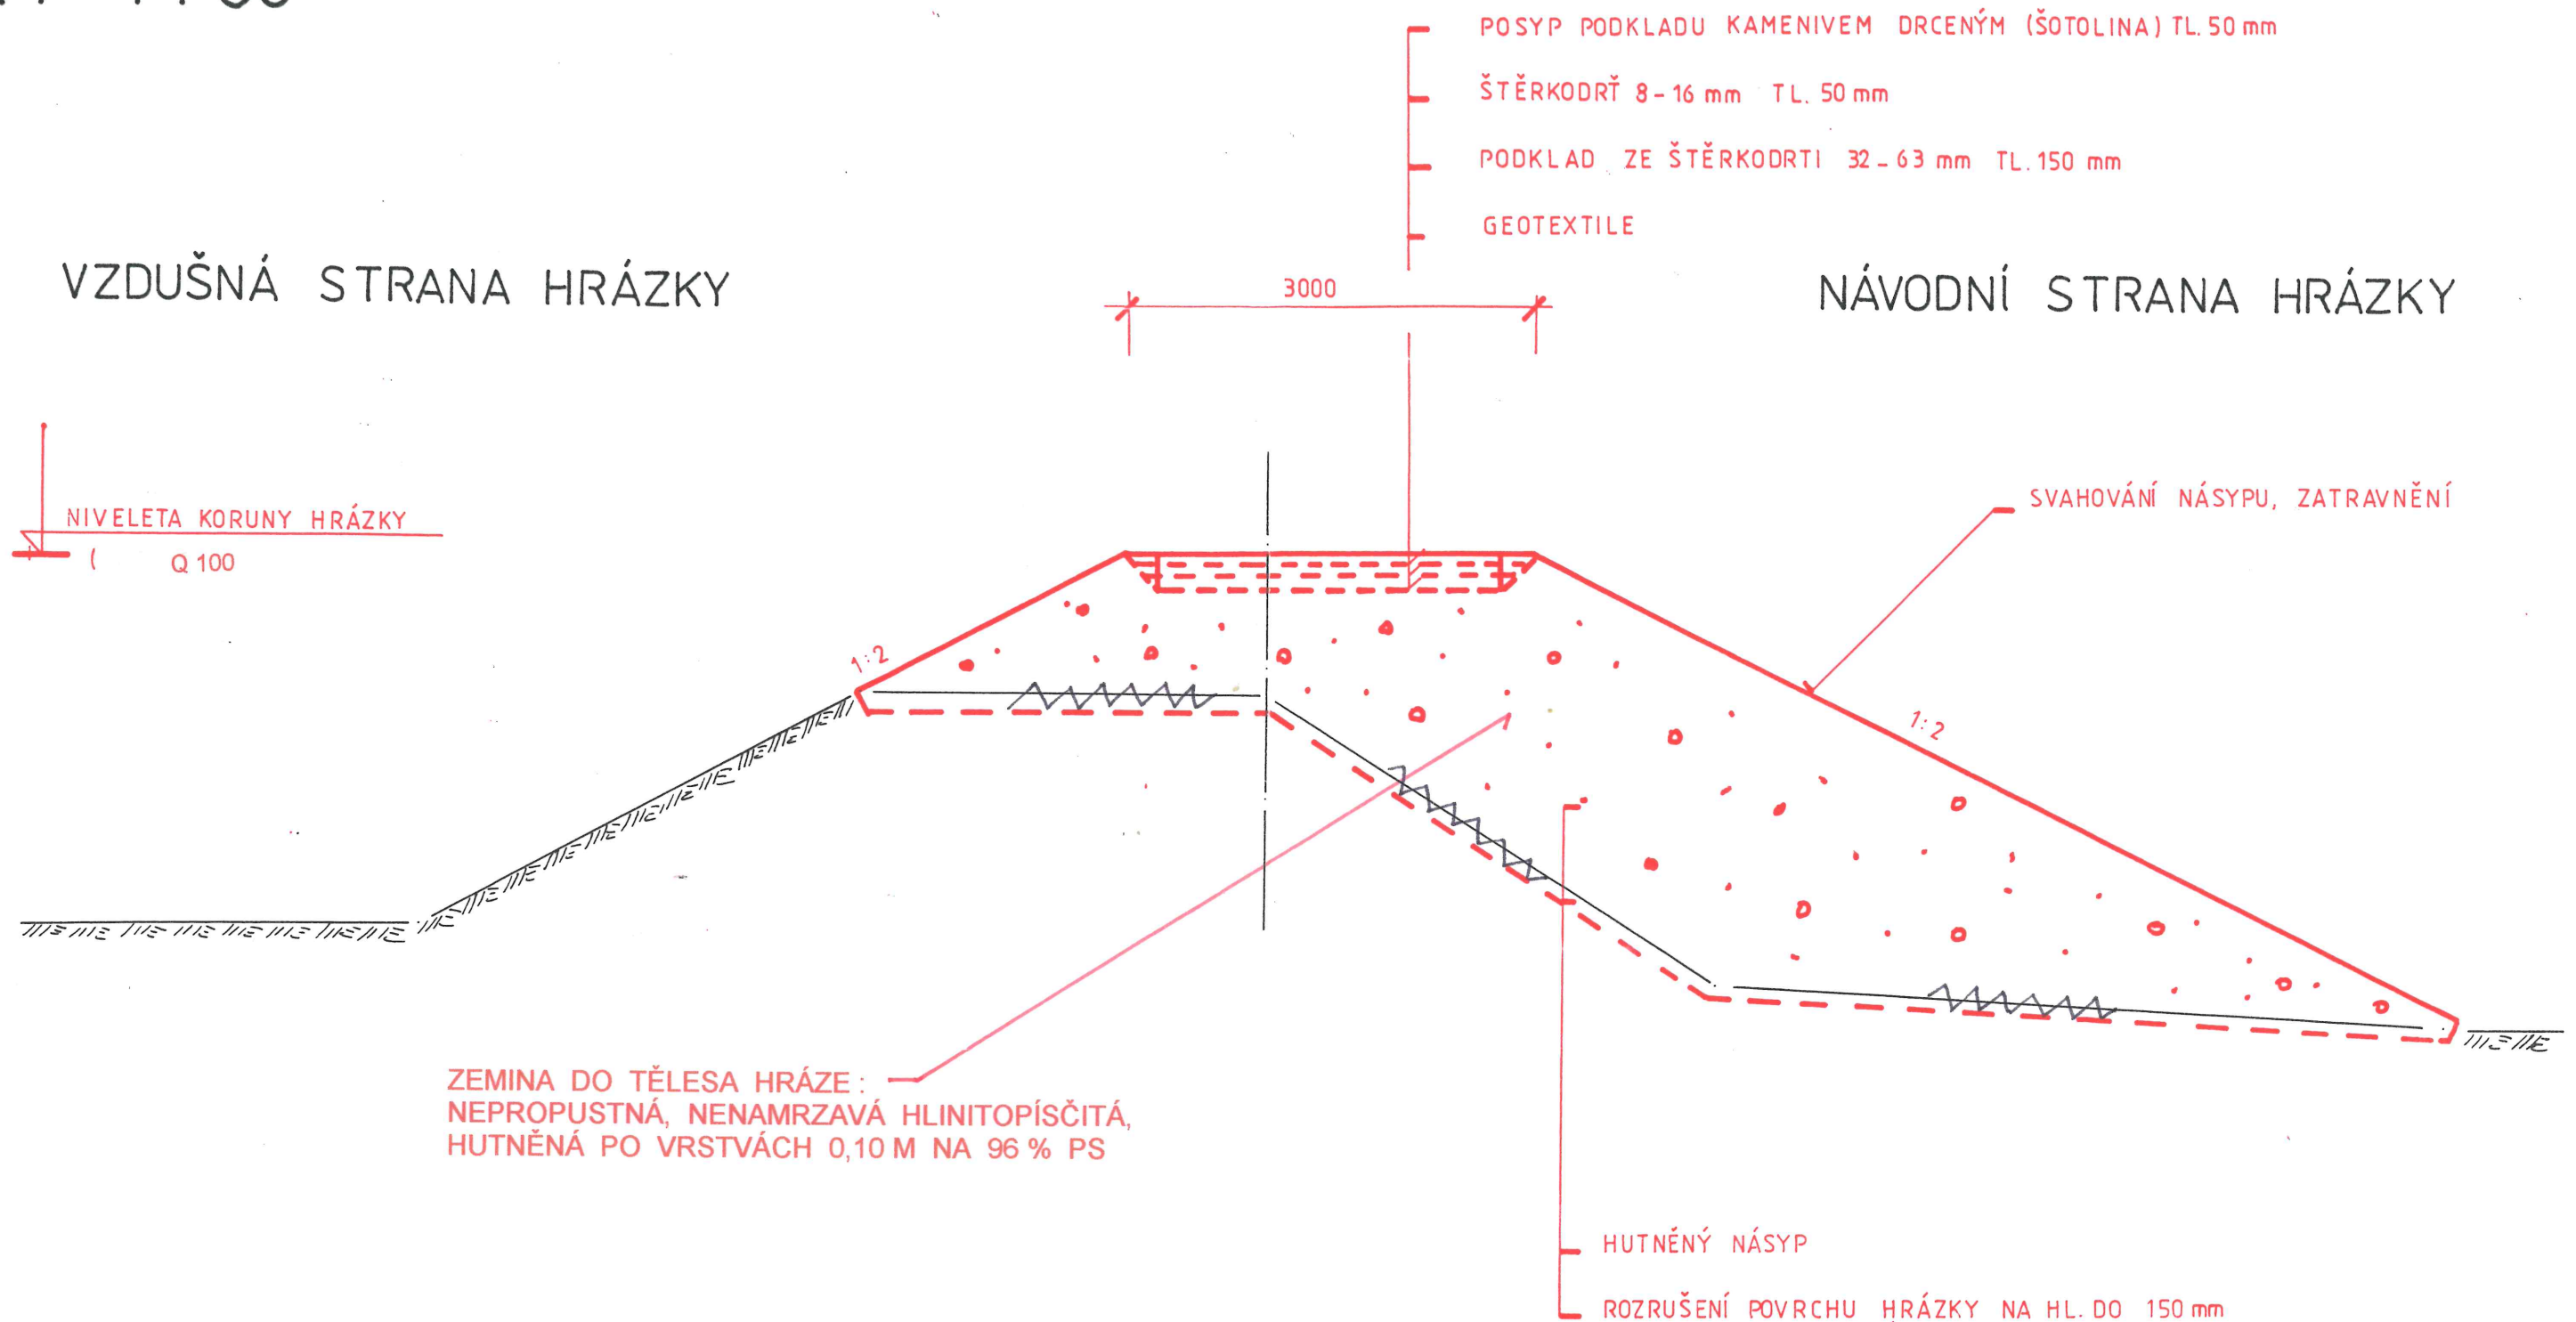 POSYP PODKLADU KAMENIVEM DRCENÝM (ŠOTOLINA) TL. 50 mm
ŠTĚRKODRŤ 8-16 mm TL. 50 mm
PODKLAD ZE ŠTĚRKODRTI 32-63 mm TL. 150 mm
GEOTEXTILE
VZDUŠNÁ STRANA HRÁZKY
3000
NÁVODNÍ STRANA HRÁZKY
NIVELETA KORUNY HRÁZKY
Q 100
SVAHOVÁNÍ NÁSYPU, ZATRAVNĚNÍ
1:2
1:2
ZEMINA DO TĚLESA HRÁZE :
NEPROPUSTNÁ, NENAMRZAVÁ HLINITOPÍSČITÁ,
HUTNĚNÁ PO VRSTVÁCH 0,10 M NA 96 % PS
HUTNĚNÝ NÁSYP
ROZRUŠENÍ POVRCHU HRÁZKY NA HL. DO 150 mm